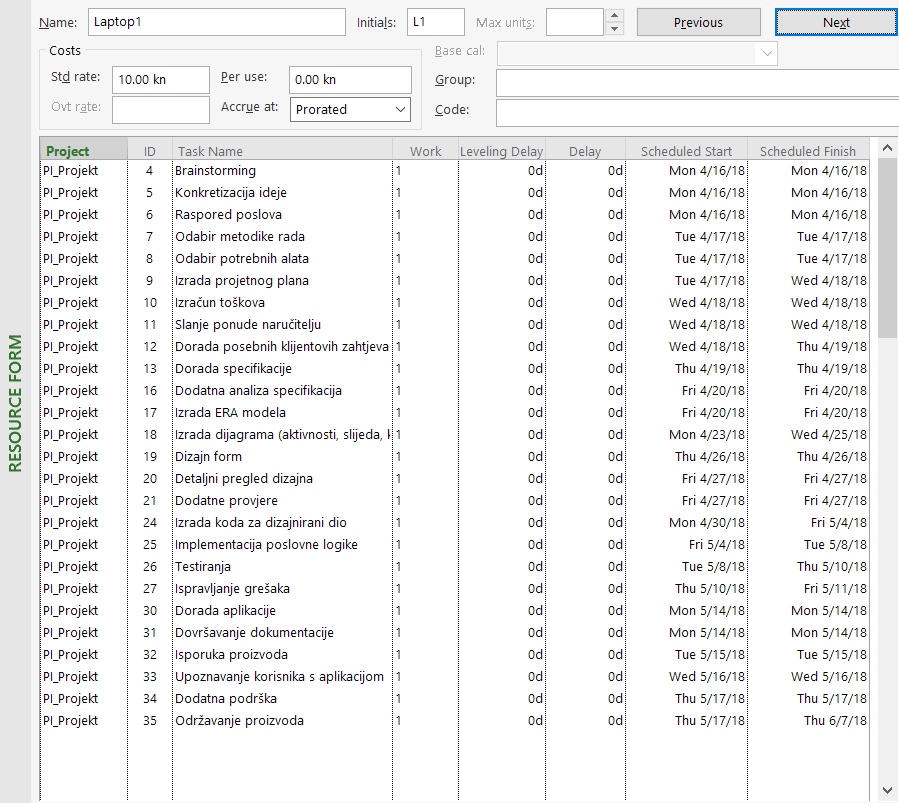 Name: Laptop1 Initials: L1 Max units: Previous Next
Costs Base cal:
Std rate: 10.00 kn Per use: 0.00 kn Group:
Ovt rate: Accrue at: Prorated Code:
RESOURCE FORM
Project ID Task Name Work Leveling Delay Delay Scheduled Start Scheduled Finish
PI_Projekt 4 Brainstorming 1 0d 0d Mon 4/16/18 Mon 4/16/18
PI_Projekt 5 Konkretizacija ideje 1 0d 0d Mon 4/16/18 Mon 4/16/18
PI_Projekt 6 Raspored poslova 1 0d 0d Mon 4/16/18 Mon 4/16/18
PI_Projekt 7 Odabir metodike rada 1 0d 0d Tue 4/17/18 Tue 4/17/18
PI_Projekt 8 Odabir potrebnih alata 1 0d 0d Tue 4/17/18 Tue 4/17/18
PI_Projekt 9 Izrada projetnog plana 1 0d 0d Tue 4/17/18 Wed 4/18/18
PI_Projekt 10 Izračun toškova 1 0d 0d Wed 4/18/18 Wed 4/18/18
PI_Projekt 11 Slanje ponude naručitelju 1 0d 0d Wed 4/18/18 Wed 4/18/18
PI_Projekt 12 Dorada posebnih klijentovih zahtjeva 1 0d 0d Wed 4/18/18 Thu 4/19/18
PI_Projekt 13 Dorada specifikacije 1 0d 0d Thu 4/19/18 Thu 4/19/18
PI_Projekt 16 Dodatna analiza specifikacija 1 0d 0d Fri 4/20/18 Fri 4/20/18
PI_Projekt 17 Izrada ERA modela 1 0d 0d Fri 4/20/18 Fri 4/20/18
PI_Projekt 18 Izrada dijagrama (aktivnosti, slijeda, 1 0d 0d Mon 4/23/18 Wed 4/25/18
PI_Projekt 19 Dizajn form 1 0d 0d Thu 4/26/18 Thu 4/26/18
PI_Projekt 20 Detaljni pregled dizajna 1 0d 0d Fri 4/27/18 Fri 4/27/18
PI_Projekt 21 Dodatne provjere 1 0d 0d Fri 4/27/18 Fri 4/27/18
PI_Projekt 24 Izrada koda za dizajnirani dio 1 0d 0d Mon 4/30/18 Fri 5/4/18
PI_Projekt 25 Implementacija poslovne logike 1 0d 0d Fri 5/4/18 Tue 5/8/18
PI_Projekt 26 Testiranja 1 0d 0d Tue 5/8/18 Thu 5/10/18
PI_Projekt 27 Ispravljanje grešaka 1 0d 0d Thu 5/10/18 Fri 5/11/18
PI_Projekt 30 Dorada aplikacije 1 0d 0d Mon 5/14/18 Mon 5/14/18
PI_Projekt 31 Dovršavanje dokumentacije 1 0d 0d Mon 5/14/18 Mon 5/14/18
PI_Projekt 32 Isporuka proizvoda 1 0d 0d Tue 5/15/18 Tue 5/15/18
PI_Projekt 33 Upoznavanje korisnika s aplikacijom 1 0d 0d Wed 5/16/18 Wed 5/16/18
PI_Projekt 34 Dodatna podrška 1 0d 0d Thu 5/17/18 Thu 5/17/18
PI_Projekt 35 Održavanje proizvoda 1 0d 0d Thu 5/17/18 Thu 6/7/18